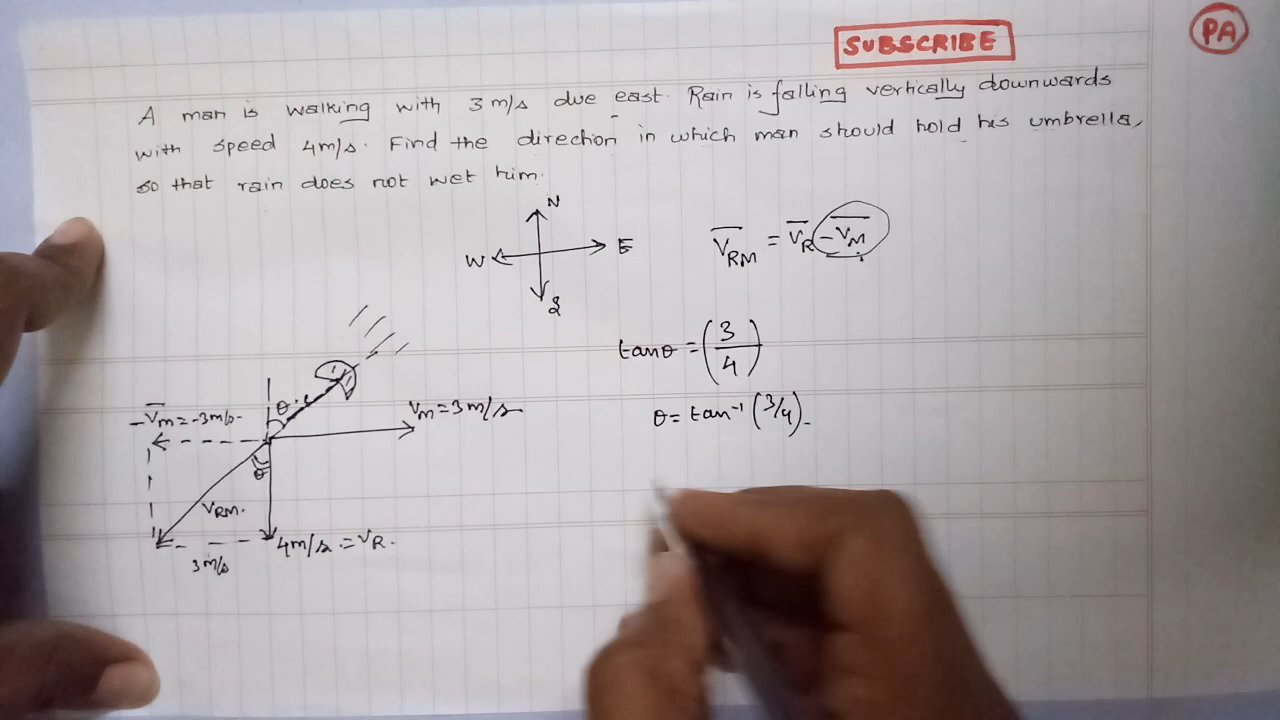 SUBSCRIBE
PA
A man is walking with 3m/s due east. Rain is falling vertically downwards
with speed 4m/s. Find the direction in which man should hold his umbrella,
so that rain does not wet him.
N
W E
S
V̅RM = V̅R - V̅M
tanθ = (3/4)
θ = tan⁻¹ (3/4).
θ
-V̅m = -3m/s
Vm = 3m/s
θ
VRM.
4m/s = VR.
3m/s